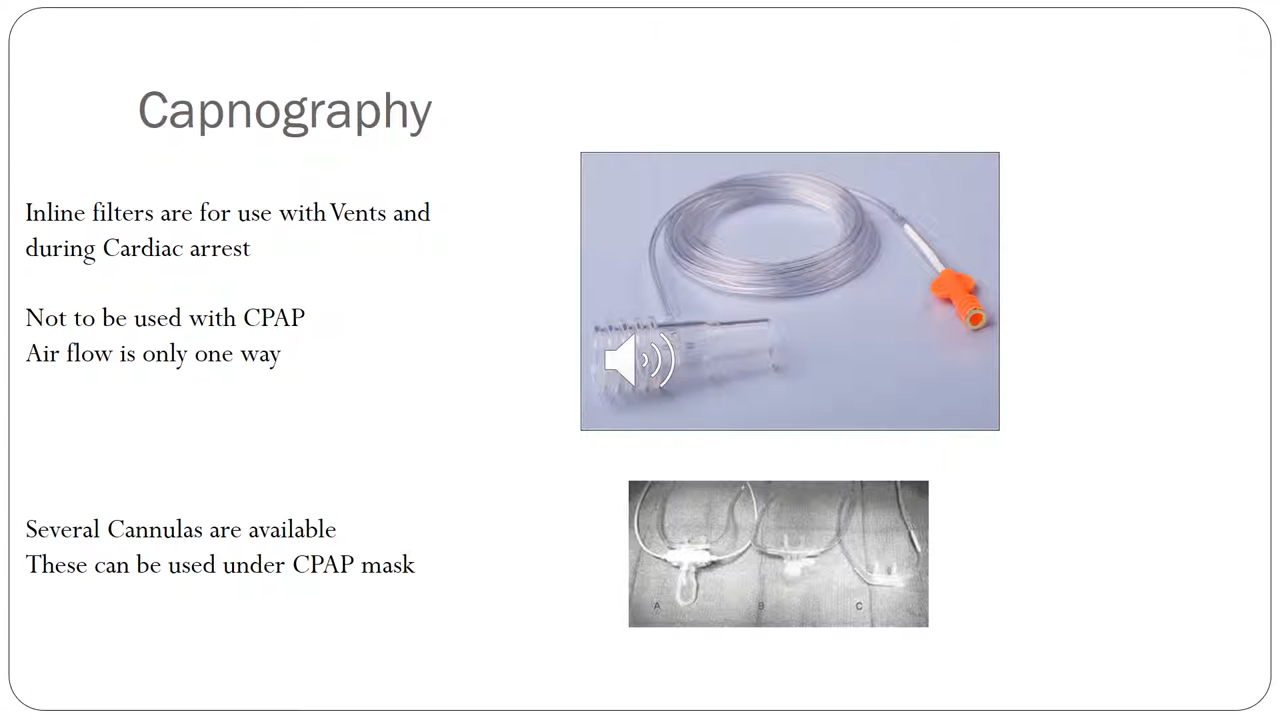 Capnography
Inline filters are for use with Vents and
during Cardiac arrest
Not to be used with CPAP
Air flow is only one way
Several Cannulas are available
These can be used under CPAP mask
A B C